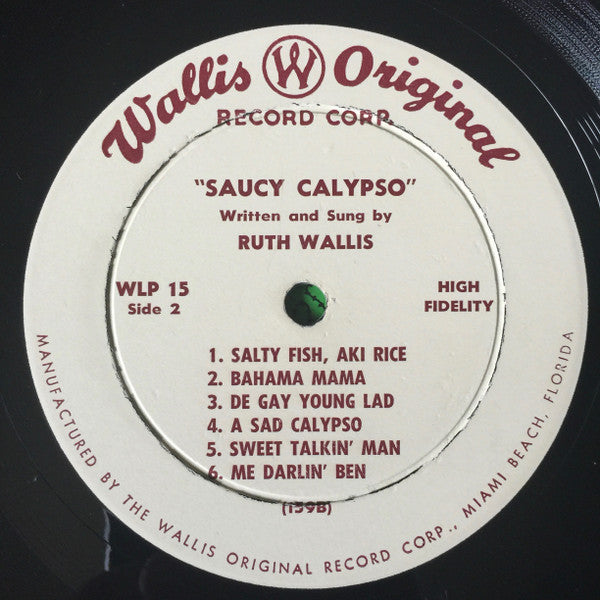 Wallis W Original
RECORD CORP.
"SAUCY CALYPSO"
Written and Sung by
RUTH WALLIS
WLP 15
Side 2
HIGH
FIDELITY
1. SALTY FISH, AKI RICE
2. BAHAMA MAMA
3. DE GAY YOUNG LAD
4. A SAD CALYPSO
5. SWEET TALKIN' MAN
6. ME DARLIN' BEN
(159B)
MANUFACTURED BY THE WALLIS ORIGINAL RECORD CORP., MIAMI BEACH, FLORIDA